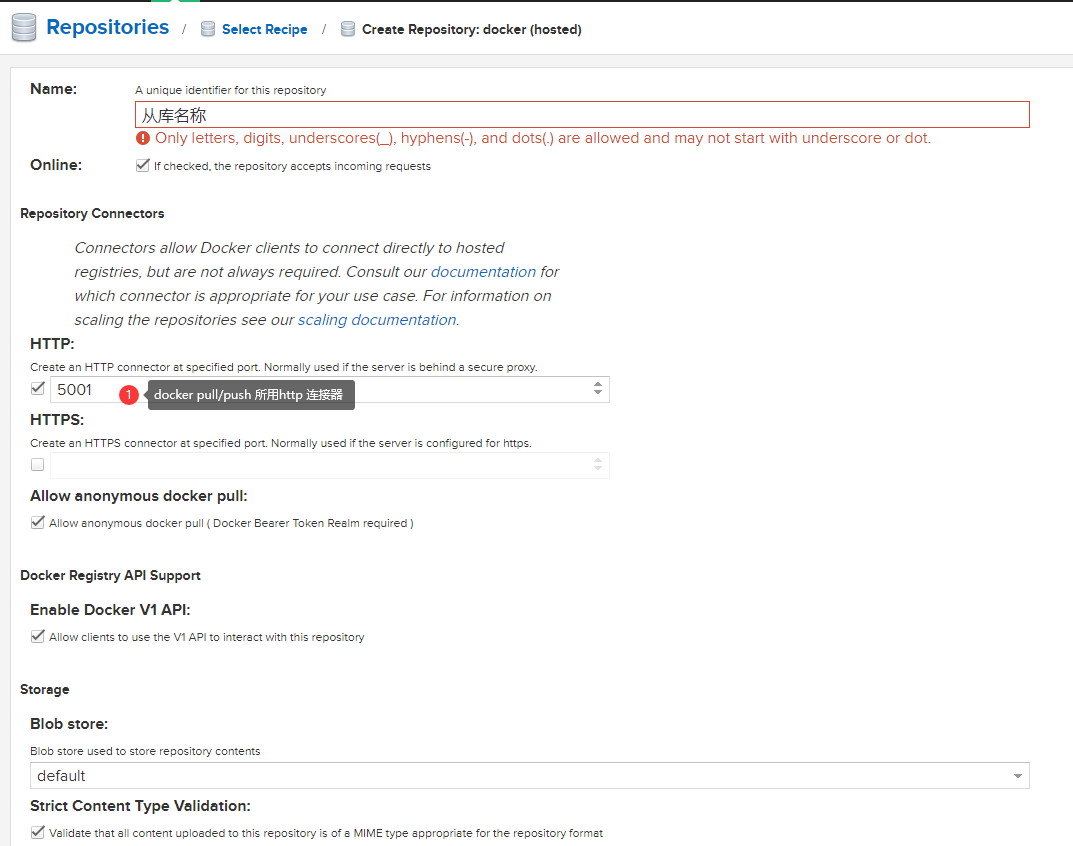 Repositories / Select Recipe / Create Repository: docker (hosted)
Name:
A unique identifier for this repository
从库名称
Only letters, digits, underscores(_), hyphens(-), and dots(.) are allowed and may not start with underscore or dot.
Online:
If checked, the repository accepts incoming requests
Repository Connectors
Connectors allow Docker clients to connect directly to hosted
registries, but are not always required. Consult our documentation for
which connector is appropriate for your use case. For information on
scaling the repositories see our scaling documentation.
HTTP:
Create an HTTP connector at specified port. Normally used if the server is behind a secure proxy.
5001
1 docker pull/push 所用http 连接器
HTTPS:
Create an HTTPS connector at specified port. Normally used if the server is configured for https.
Allow anonymous docker pull:
Allow anonymous docker pull ( Docker Bearer Token Realm required )
Docker Registry API Support
Enable Docker V1 API:
Allow clients to use the V1 API to interact with this repository
Storage
Blob store:
Blob store used to store repository contents
default
Strict Content Type Validation:
Validate that all content uploaded to this repository is of a MIME type appropriate for the repository format